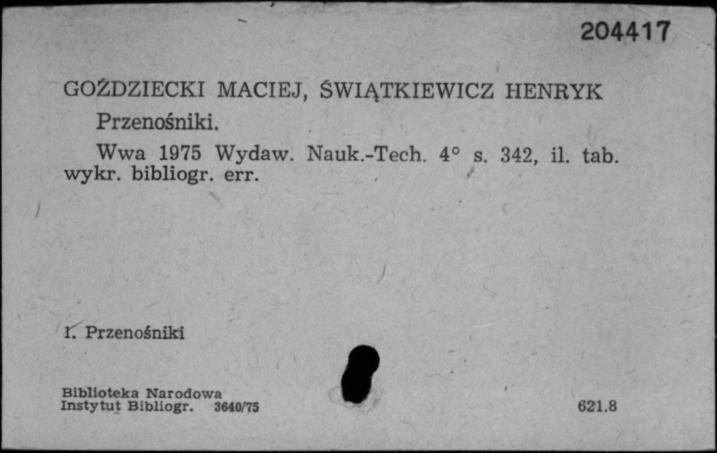 204417
GOŹDZIECKI MACIEJ, ŚWIĄTKIEWICZ HENRYK
Przenośniki.
Wwa 1975 Wydaw. Nauk.-Tech. 4° s. 342, il. tab.
wykr. bibliogr. err.
1. Przenośniki
Biblioteka Narodowa
Instytut Bibliogr. 3640/75
621.8